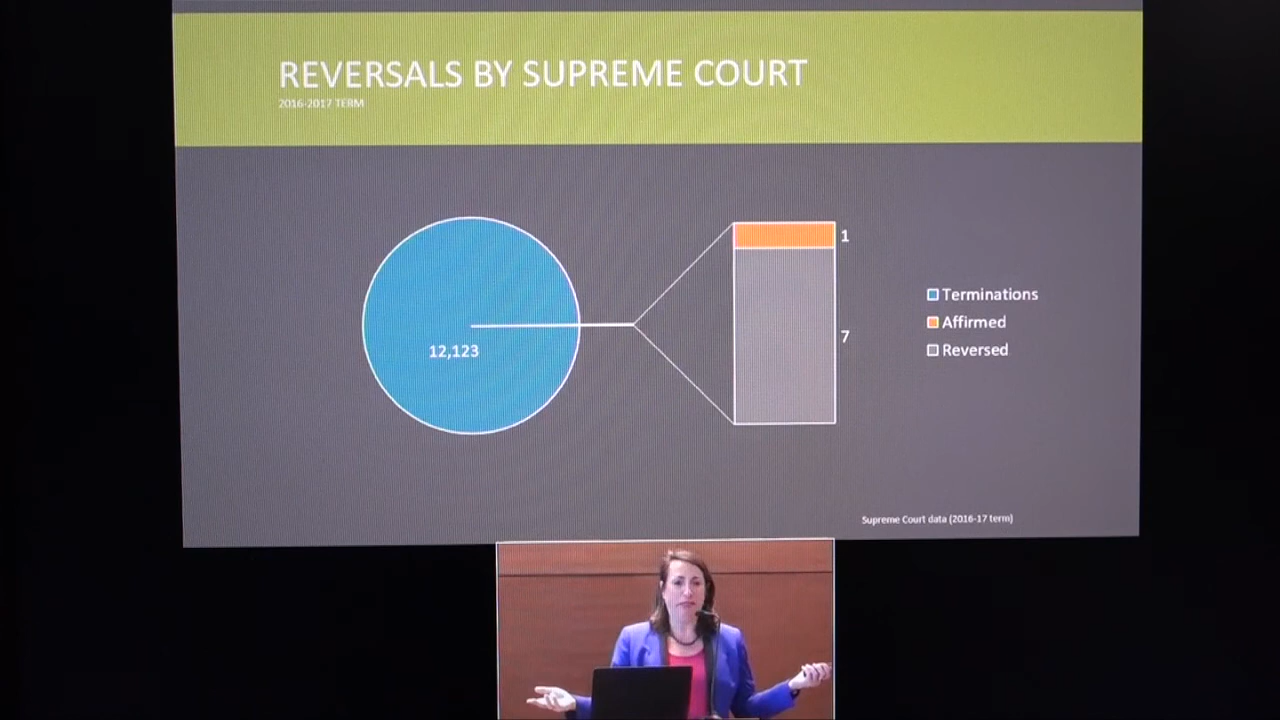 REVERSALS BY SUPREME COURT
2016-2017 TERM
12,123
1
7
Terminations
Affirmed
Reversed
Supreme Court data (2016-17 term)